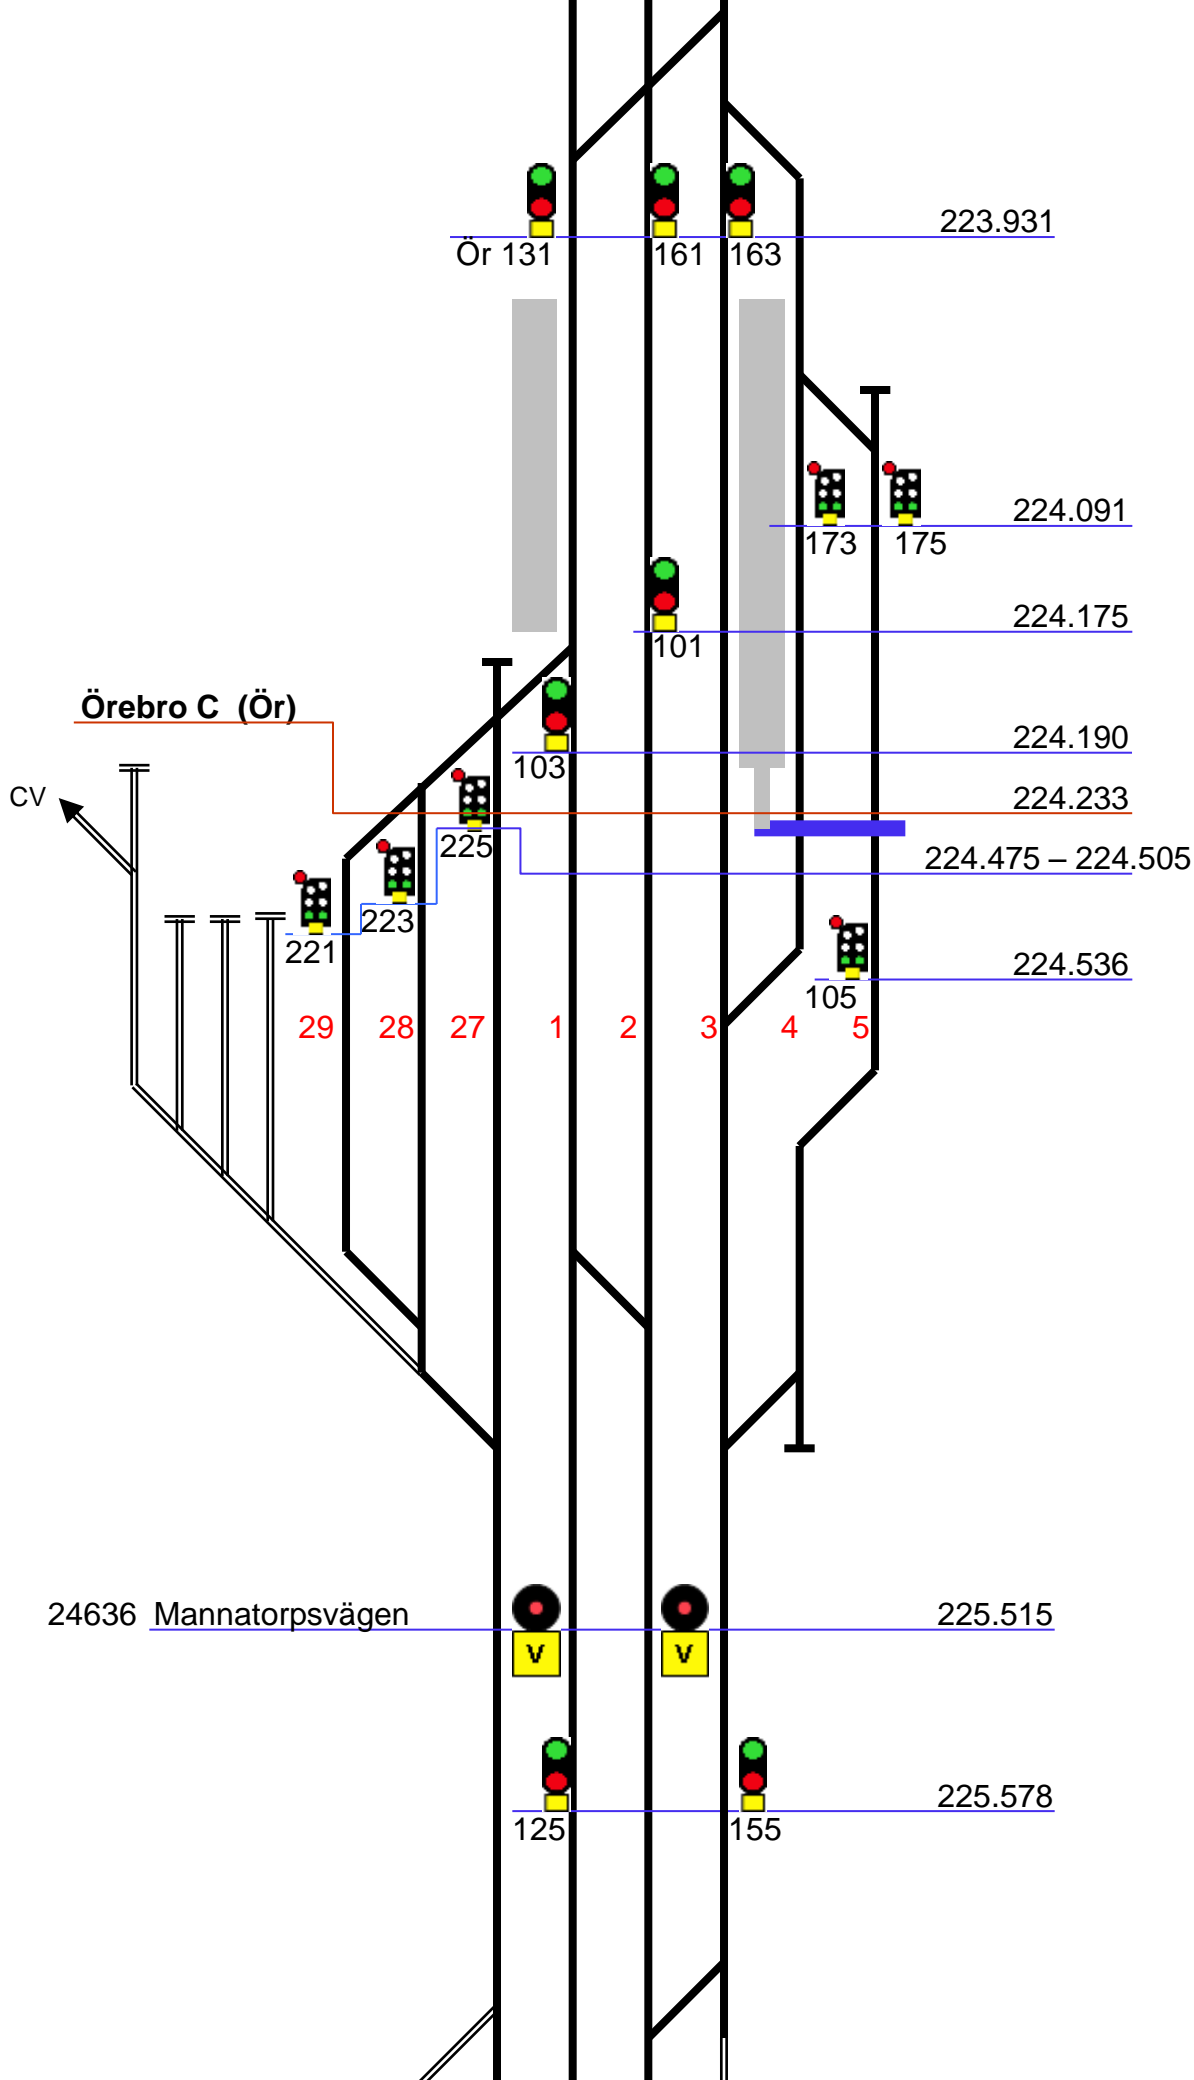 223.931
Ör 131 161 163
224.091
173 175
224.175
101
Örebro C (Ör)
224.190
103
CV
224.233
225
224.475 – 224.505
223
221
224.536
105
29 28 27 1 2 3 4 5
24636 Mannatorpsvägen
225.515
V V
225.578
125 155